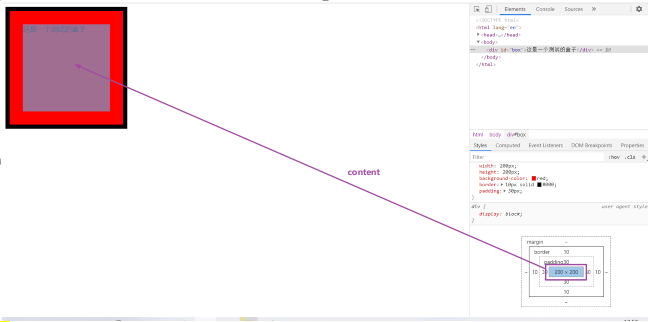 这是一个测试的盒子
content
Elements Console Sources »
<!DOCTYPE html>
<html lang="en">
<head>…</head>
<body>
<div id="box">这是一个测试的盒子</div> == $0
</body>
</html>
html body div#box
Styles Computed Event Listeners DOM Breakpoints Properties
Filter :hov .cls +
width: 200px;
height: 200px;
background-color: red;
border: 10px solid #000;
padding: 30px;
}
div { user agent style
display: block;
}
margin -
border 10
padding 30
- 10 30 200 × 200 30 10 -
30
10
-